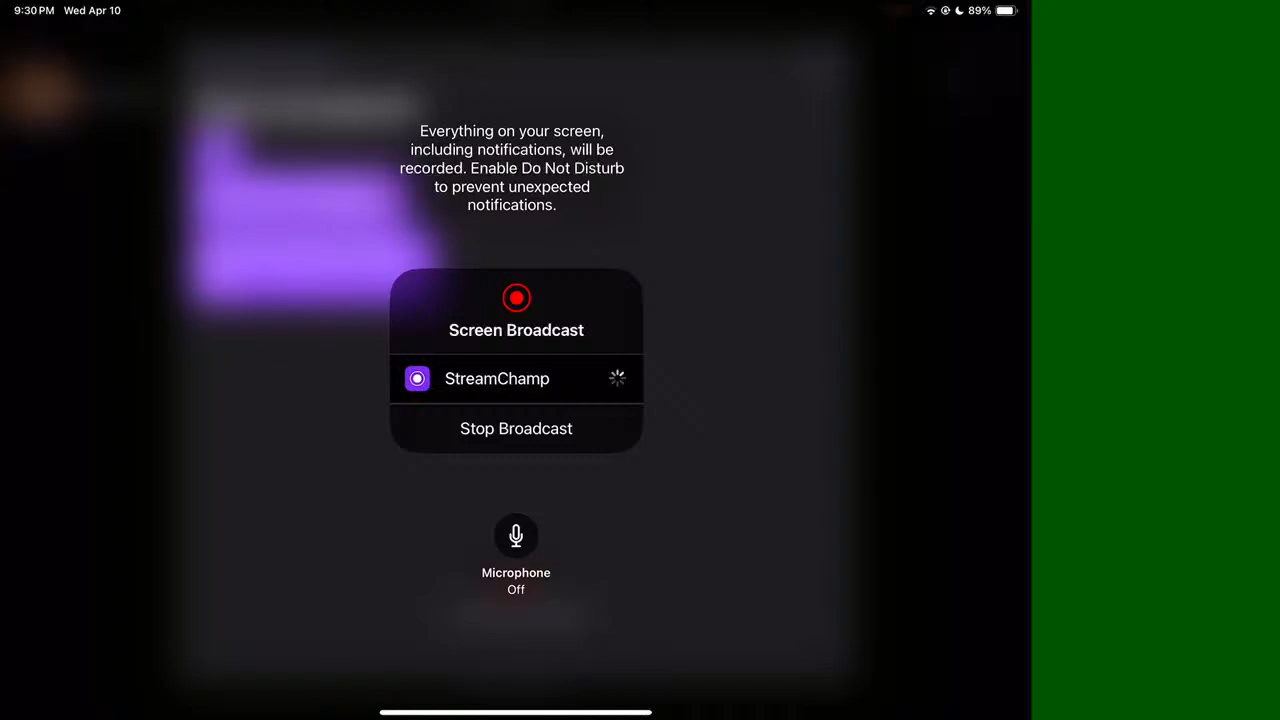 9:30 PM Wed Apr 10
89%
Everything on your screen,
including notifications, will be
recorded. Enable Do Not Disturb
to prevent unexpected
notifications.
Screen Broadcast
StreamChamp
Stop Broadcast
Microphone
Off